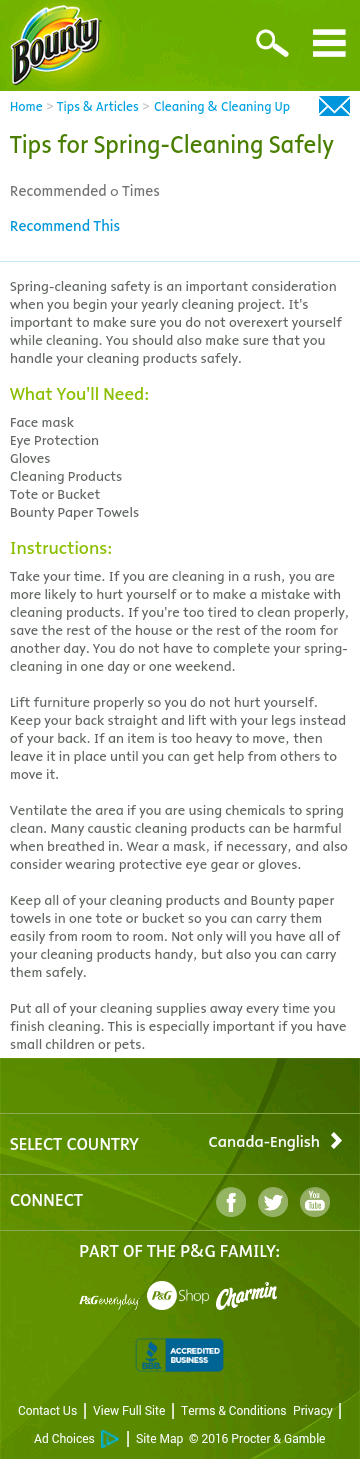 Bounty
Home > Tips & Articles > Cleaning & Cleaning Up
Tips for Spring-Cleaning Safely
Recommended 0 Times
Recommend This
Spring-cleaning safety is an important consideration
when you begin your yearly cleaning project. It's
important to make sure you do not overexert yourself
while cleaning. You should also make sure that you
handle your cleaning products safely.
What You'll Need:
Face mask
Eye Protection
Gloves
Cleaning Products
Tote or Bucket
Bounty Paper Towels
Instructions:
Take your time. If you are cleaning in a rush, you are
more likely to hurt yourself or to make a mistake with
cleaning products. If you're too tired to clean properly,
save the rest of the house or the rest of the room for
another day. You do not have to complete your spring-
cleaning in one day or one weekend.
Lift furniture properly so you do not hurt yourself.
Keep your back straight and lift with your legs instead
of your back. If an item is too heavy to move, then
leave it in place until you can get help from others to
move it.
Ventilate the area if you are using chemicals to spring
clean. Many caustic cleaning products can be harmful
when breathed in. Wear a mask, if necessary, and also
consider wearing protective eye gear or gloves.
Keep all of your cleaning products and Bounty paper
towels in one tote or bucket so you can carry them
easily from room to room. Not only will you have all of
your cleaning products handy, but also you can carry
them safely.
Put all of your cleaning supplies away every time you
finish cleaning. This is especially important if you have
small children or pets.
SELECT COUNTRY Canada-English
CONNECT You Tube
PART OF THE P&G FAMILY:
P&G everyday P&G Shop Charmin
BBB ACCREDITED
BUSINESS
Contact Us | View Full Site | Terms & Conditions Privacy |
Ad Choices | Site Map © 2016 Procter & Gamble